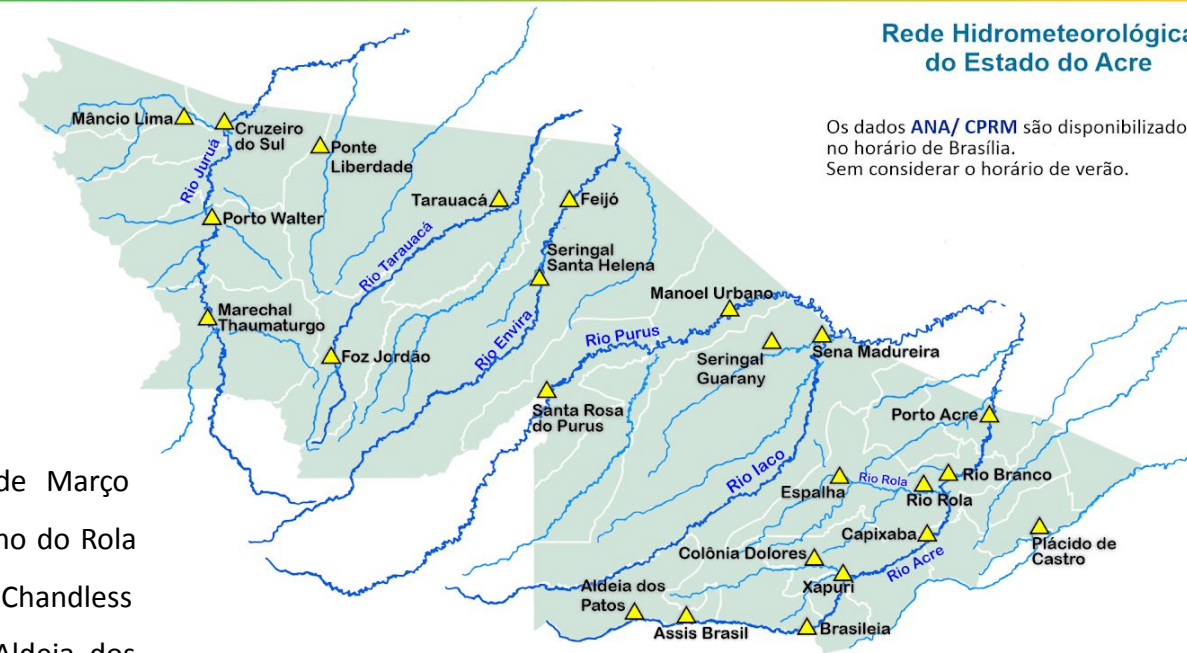 Rede Hidrometeorológica
do Estado do Acre
Os dados ANA/ CPRM são
no horário de Brasília.
Sem considerar o horário de verão.
Mâncio Lima
Cruzeiro
do Sul
Ponte
Liberdade
Rio Juruá
Tarauacá
Feijó
Porto Walter
Rio Tarauacá
Seringal
Santa Helena
Manoel Urbano
Marechal
Thaumaturgo
Rio Envira
Rio Purus
Foz Jordão
Seringal
Guarany
Sena Madureira
Santa Rosa
do Purus
Porto Acre
Rio Iaco
de Março
Espalha
Rio Rola
Rio Rola
Rio Branco
do Rola
Capixaba
Plácido de
Castro
Colônia Dolores
Rio Acre
Chandless
Aldeia dos
Patos
Xapuri
Assis Brasil
Brasileia
Aldeia dos